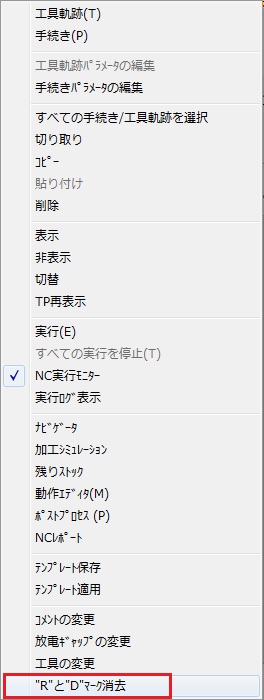 工具軌跡(T)
手続き(P)
工具軌跡ﾊﾟﾗﾒｰﾀの編集
手続きﾊﾟﾗﾒｰﾀの編集
すべての手続き/工具軌跡を選択
切り取り
ｺﾋﾟｰ
貼り付け
削除
表示
非表示
切替
TP再表示
実行(E)
すべての実行を停止(T)
NC実行ﾓﾆﾀｰ
実行ﾛｸﾞ表示
ﾅﾋﾞｹﾞｰﾀ
加工ｼﾐｭﾚｰｼｮﾝ
残りｽﾄｯｸ
動作ｴﾃﾞｨﾀ(M)
ﾎﾟｽﾄﾌﾟﾛｾｽ (P)
NCﾚﾎﾟｰﾄ
ﾃﾝﾌﾟﾚｰﾄ保存
ﾃﾝﾌﾟﾚｰﾄ適用
ｺﾒﾝﾄの変更
放電ｷﾞｬｯﾌﾟの変更
工具の変更
"R"と"D"ﾏｰｸ消去